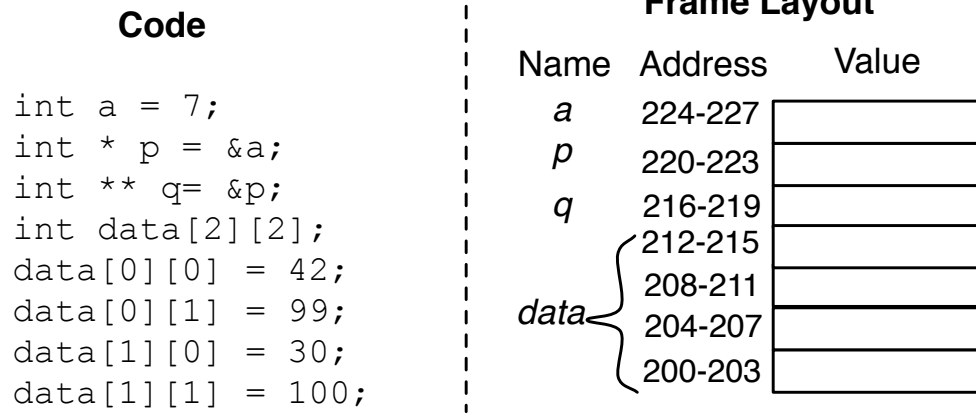 Code
int a = 7;
int * p = &a;
int ** q= &p;
int data[2][2];
data[0][0] = 42;
data[0][1] = 99;
data[1][0] = 30;
data[1][1] = 100;
Frame Layout
Name Address Value
a 224-227
p 220-223
q 216-219
212-215
208-211
data
204-207
200-203